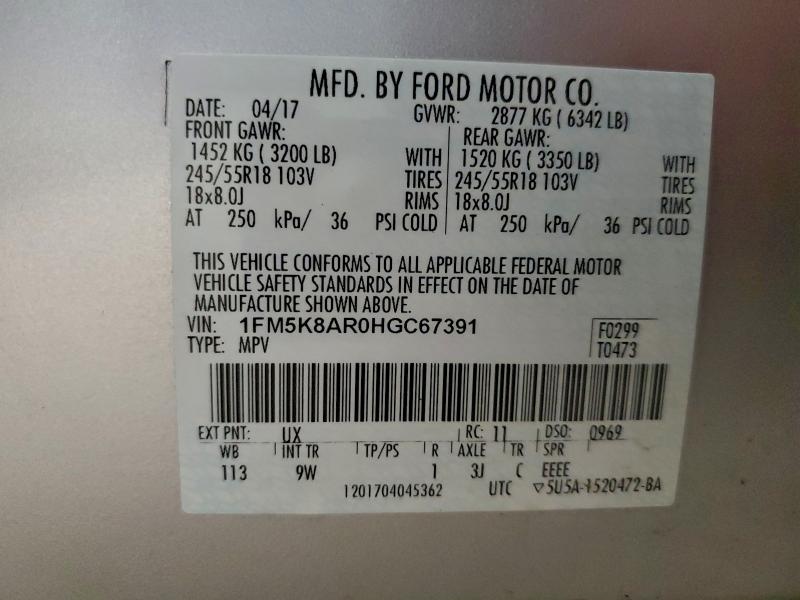 MFD. BY FORD MOTOR CO.
DATE: 04/17 GVWR: 2877 KG ( 6342 LB)
FRONT GAWR: REAR GAWR:
1452 KG ( 3200 LB) WITH 1520 KG ( 3350 LB) WITH
245/55R18 103V TIRES 245/55R18 103V TIRES
18x8.0J RIMS 18x8.0J RIMS
AT 250 kPa/ 36 PSI COLD AT 250 kPa/ 36 PSI COLD
THIS VEHICLE CONFORMS TO ALL APPLICABLE FEDERAL MOTOR
VEHICLE SAFETY STANDARDS IN EFFECT ON THE DATE OF
MANUFACTURE SHOWN ABOVE.
VIN: 1FM5K8AR0HGC67391 F0299
TYPE: MPV T0473
EXT PNT: UX RC: 11 DSO: 0969
WB INT TR TP/PS R AXLE TR SPR
113 9W 1 3J C EEEE
1201704045362 UTC ▽5U5A-1520472-BA